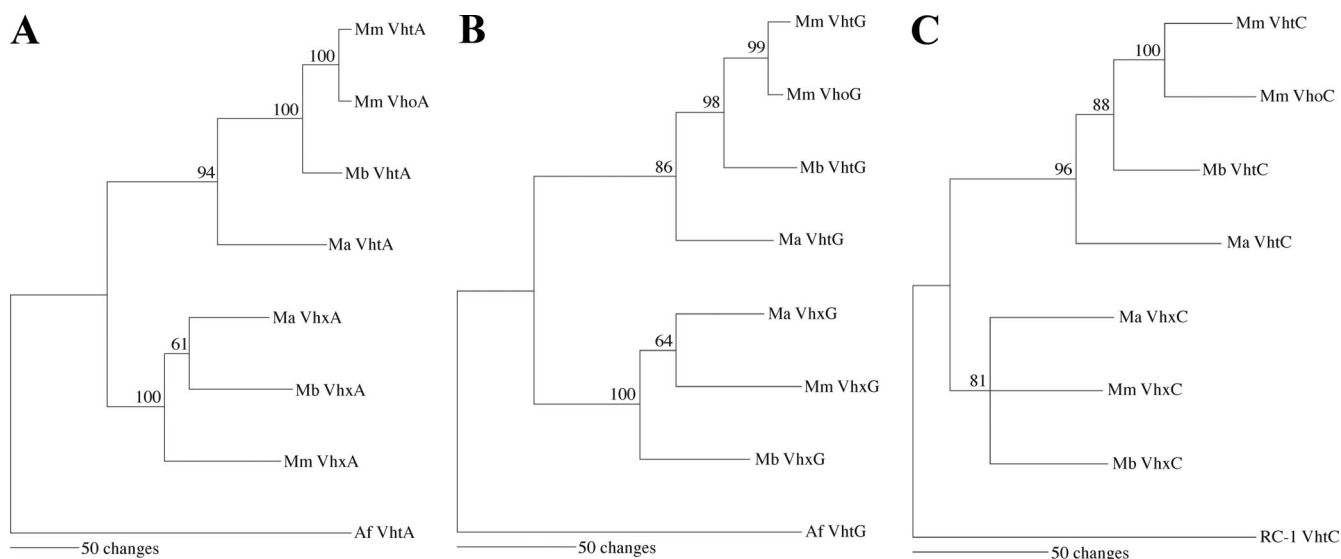 A
Mm VhtA
100
Mm VhoA
100
Mb VhtA
94
Ma VhtA
Ma VhxA
61
Mb VhxA
100
Mm VhxA
Af VhtA
50 changes
B
Mm VhtG
99
Mm VhoG
98
Mb VhtG
86
Ma VhtG
Ma VhxG
64
Mm VhxG
100
Mb VhxG
Af VhtG
50 changes
C
Mm VhtC
100
Mm VhoC
88
Mb VhtC
96
Ma VhtC
Ma VhxC
81
Mm VhxC
Mb VhxC
RC-1 VhtC
50 changes